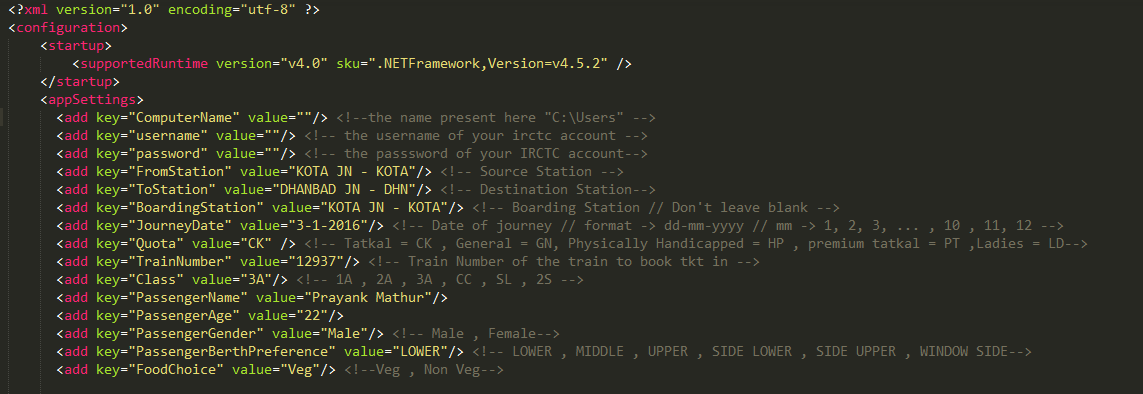 <?xml version="1.0" encoding="utf-8" ?>
<configuration>
<startup>
<supportedRuntime version="v4.0" sku=".NETFramework,Version=v4.5.2" />
</startup>
<appSettings>
<add key="ComputerName" value=""/> <!--the name present here "C:\Users" -->
<add key="username" value=""/> <!-- the username of your irctc account -->
<add key="password" value=""/> <!-- the passsword of your IRCTC account-->
<add key="FromStation" value="KOTA JN - KOTA"/> <!-- Source Station -->
<add key="ToStation" value="DHANBAD JN - DHN"/> <!-- Destination Station-->
<add key="BoardingStation" value="KOTA JN - KOTA"/> <!-- Boarding Station // Don't leave blank -->
<add key="JourneyDate" value="3-1-2016"/> <!-- Date of journey // format -> dd-mm-yyyy // mm -> 1, 2, 3, ... , 10 , 11, 12 -->
<add key="Quota" value="CK" /> <!-- Tatkal = CK , General = GN, Physically Handicapped = HP , premium tatkal = PT ,Ladies = LD-->
<add key="TrainNumber" value="12937"/> <!-- Train Number of the train to book tkt in -->
<add key="Class" value="3A"/> <!-- 1A , 2A , 3A , CC , SL , 2S -->
<add key="PassengerName" value="Prayank Mathur"/>
<add key="PassengerAge" value="22"/>
<add key="PassengerGender" value="Male"/> <!-- Male , Female-->
<add key="PassengerBerthPreference" value="LOWER"/> <!-- LOWER , MIDDLE , UPPER , SIDE LOWER , SIDE UPPER , WINDOW SIDE-->
<add key="FoodChoice" value="Veg"/> <!--Veg , Non Veg-->